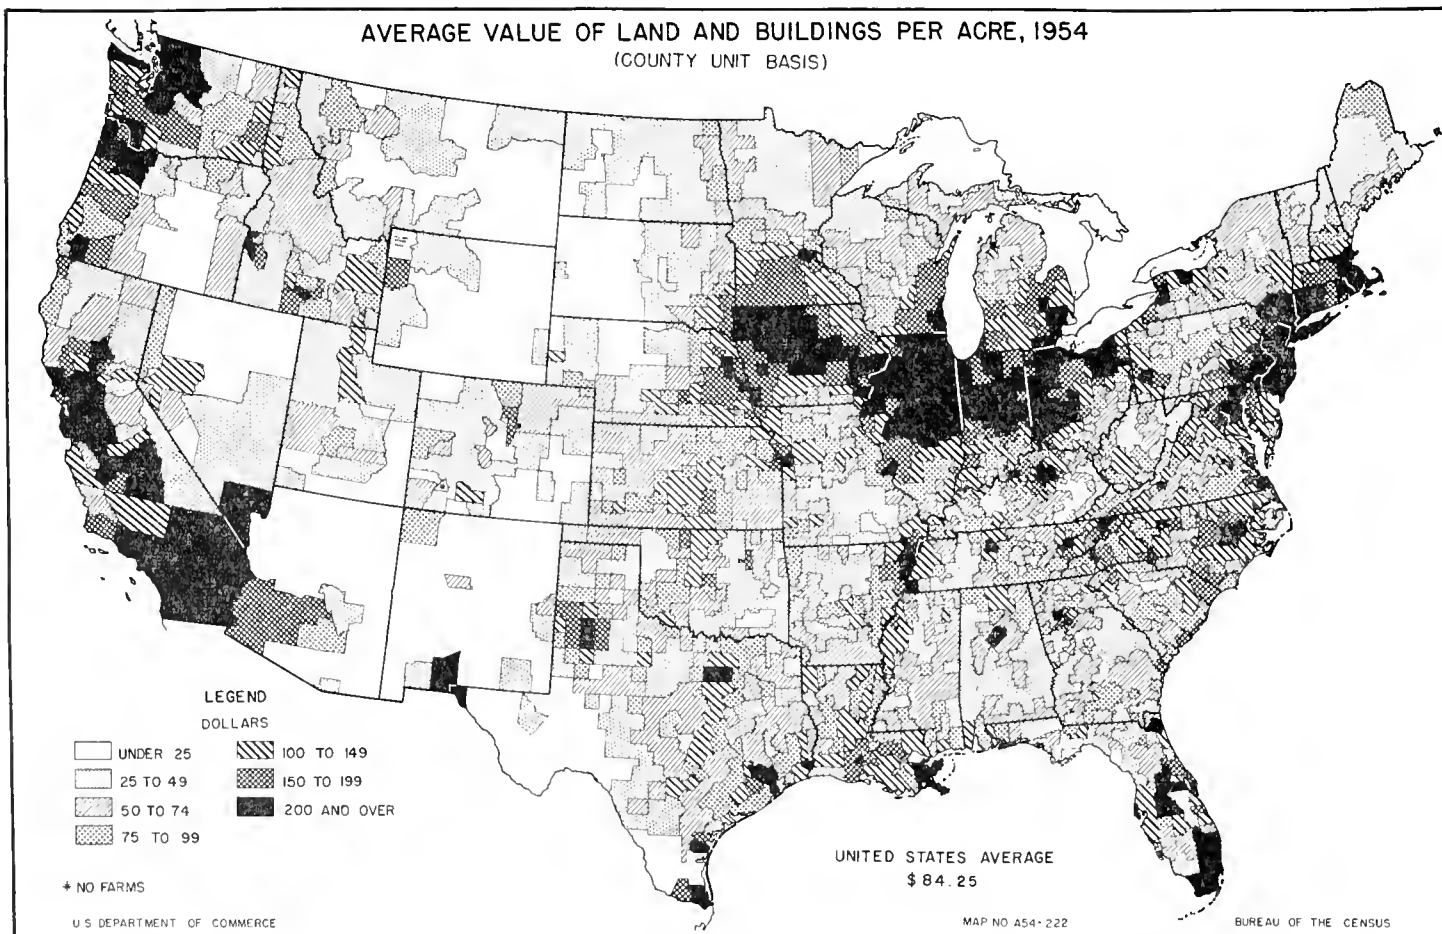 AVERAGE VALUE OF LAND AND BUILDINGS PER ACRE, 1954
(COUNTY UNIT BASIS)
LEGEND
DOLLARS
UNDER 25
25 TO 49
50 TO 74
75 TO 99
100 TO 149
150 TO 199
200 AND OVER
* NO FARMS
UNITED STATES AVERAGE
$ 84.25
U S DEPARTMENT OF COMMERCE
MAP NO A54-222
BUREAU OF THE CENSUS